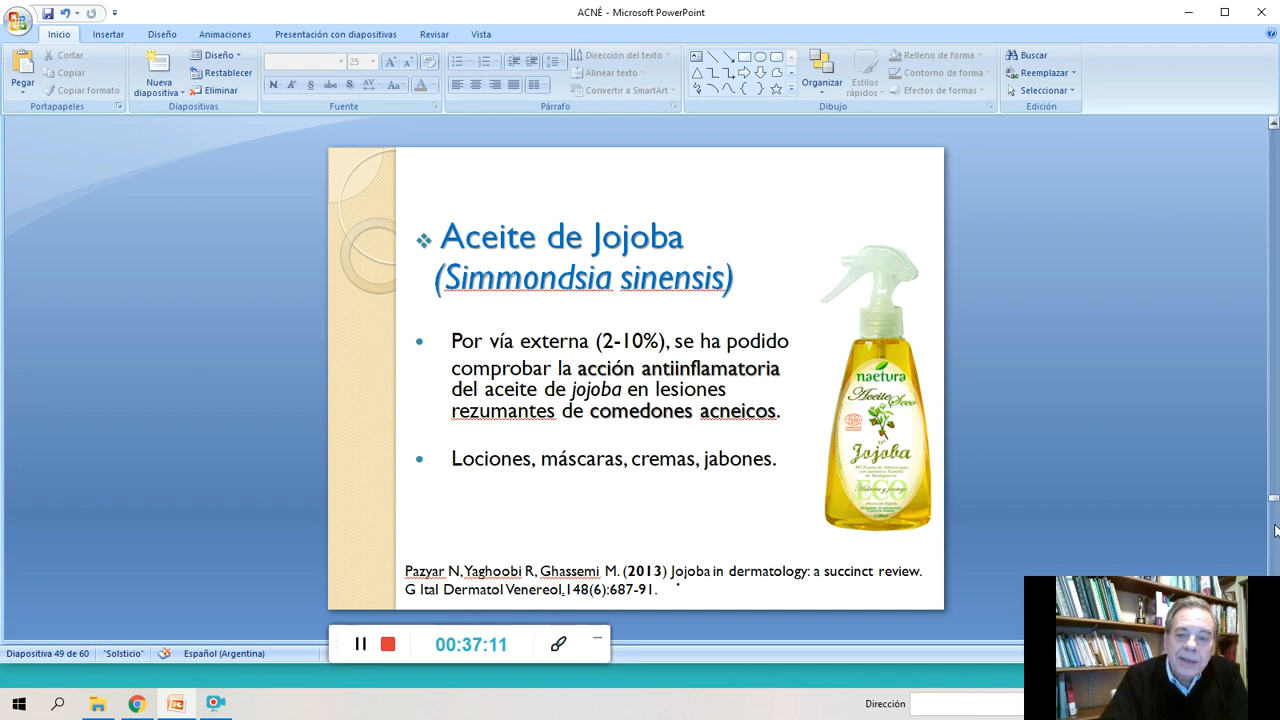 ACNÉ - Microsoft PowerPoint
Inicio Insertar Diseño Animaciones Presentación con diapositivas Revisar Vista
Pegar
Cortar
Copiar
Copiar formato
Portapapeles
Nueva
diapositiva
Diseño
Restablecer
Eliminar
Diapositivas
25
Fuente
Párrafo
Dirección del texto
Alinear texto
Convertir a SmartArt
Organizar
Estilos
rápidos
Relleno de forma
Contorno de forma
Efectos de formas
Dibujo
Buscar
Reemplazar
Seleccionar
Edición
Aceite de Jojoba
(Simmondsia sinensis)
Por vía externa (2-10%), se ha podido
comprobar la acción antiinflamatoria
del aceite de jojoba en lesiones
rezumantes de comedones acneicos.
Lociones, máscaras, cremas, jabones.
naetura
Aceite Seco
Jojoba
ECO
Pazyar N, Yaghoobi R, Ghassemi M. (2013) Jojoba in dermatology: a succinct review.
G Ital Dermatol Venereol.148(6):687-91.
00:37:11
Diapositiva 49 de 60 "Solsticio" Español (Argentina)
Dirección